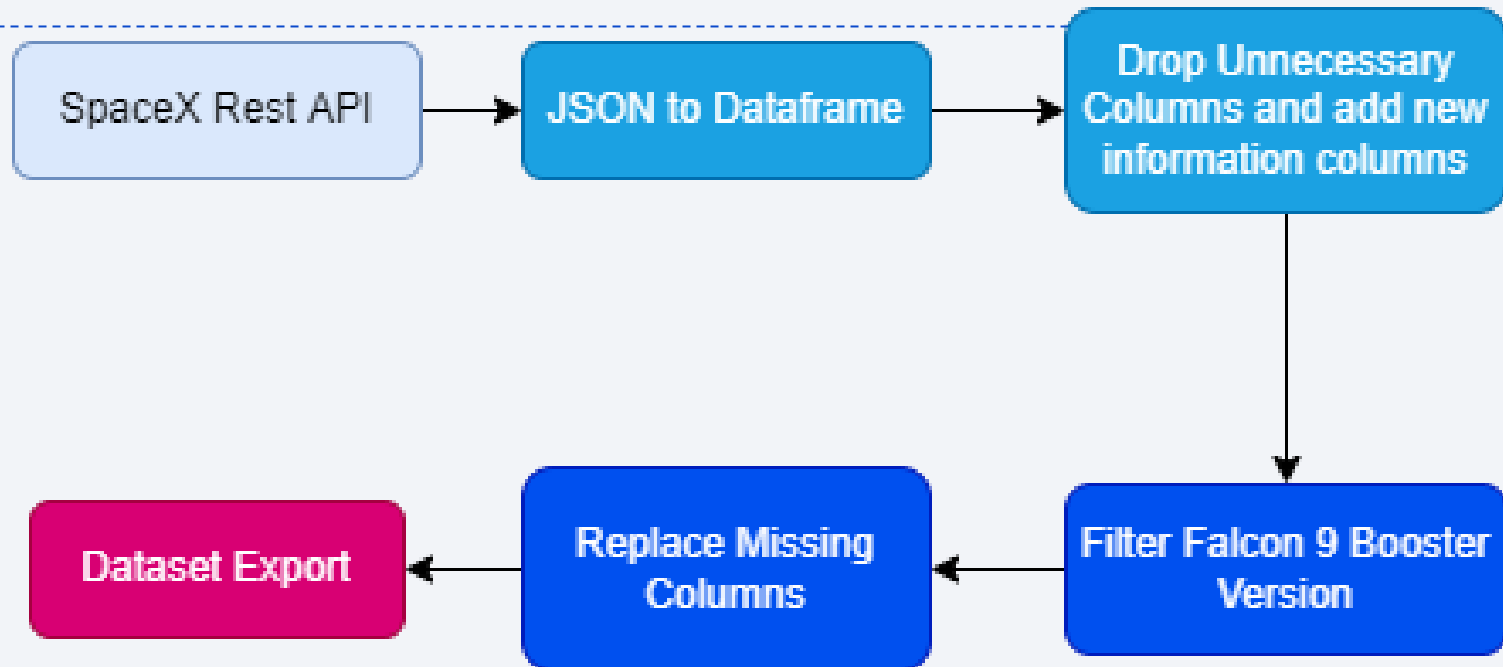 SpaceX Rest API
JSON to Dataframe
Drop Unnecessary
Columns and add new
information columns
Filter Falcon 9 Booster
Version
Replace Missing
Columns
Dataset Export